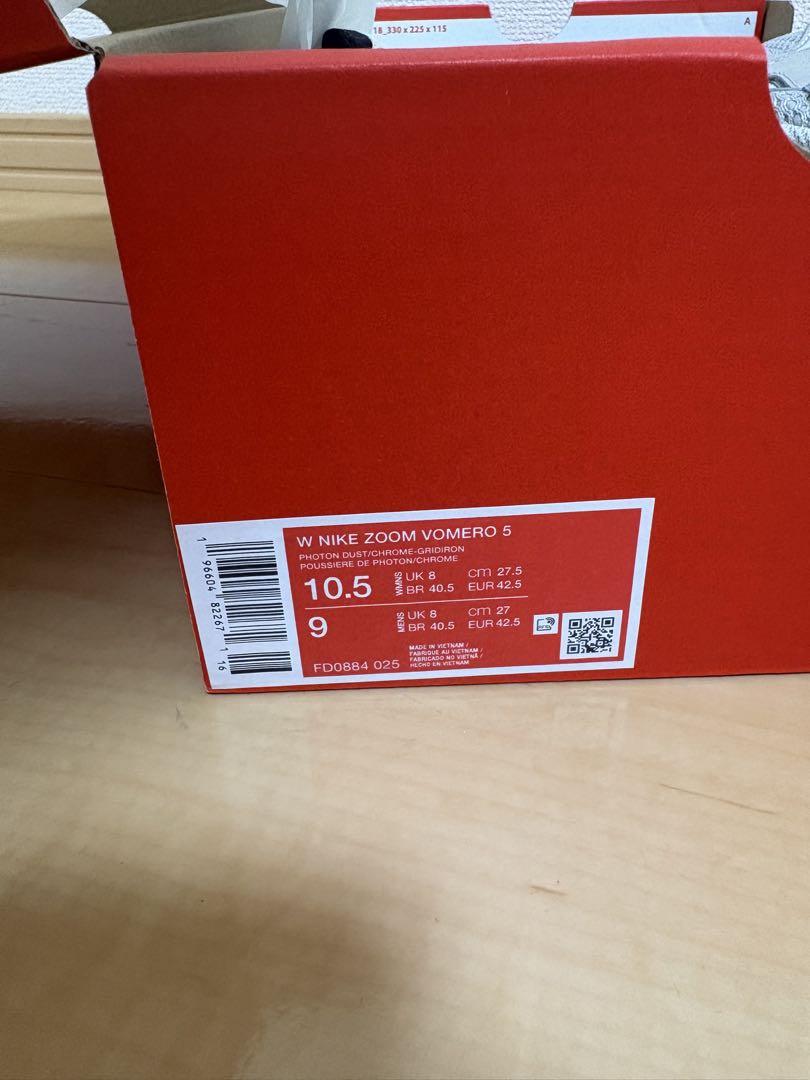 18_330 x 225 x 115
A
W NIKE ZOOM VOMERO 5
PHOTON DUST/CHROME-GRIDIRON
POUSSIERE DE PHOTON/CHROME
10.5 WMNS UK 8 cm 27.5
BR 40.5 EUR 42.5
9 MENS UK 8 cm 27
BR 40.5 EUR 42.5
MADE IN VIETNAM /
FABRIQUE AU VIETNAM /
FABRICADO NO VIETNÃ /
HECHO EN VIETNAM
FD0884 025
1 96604 82267 1 16